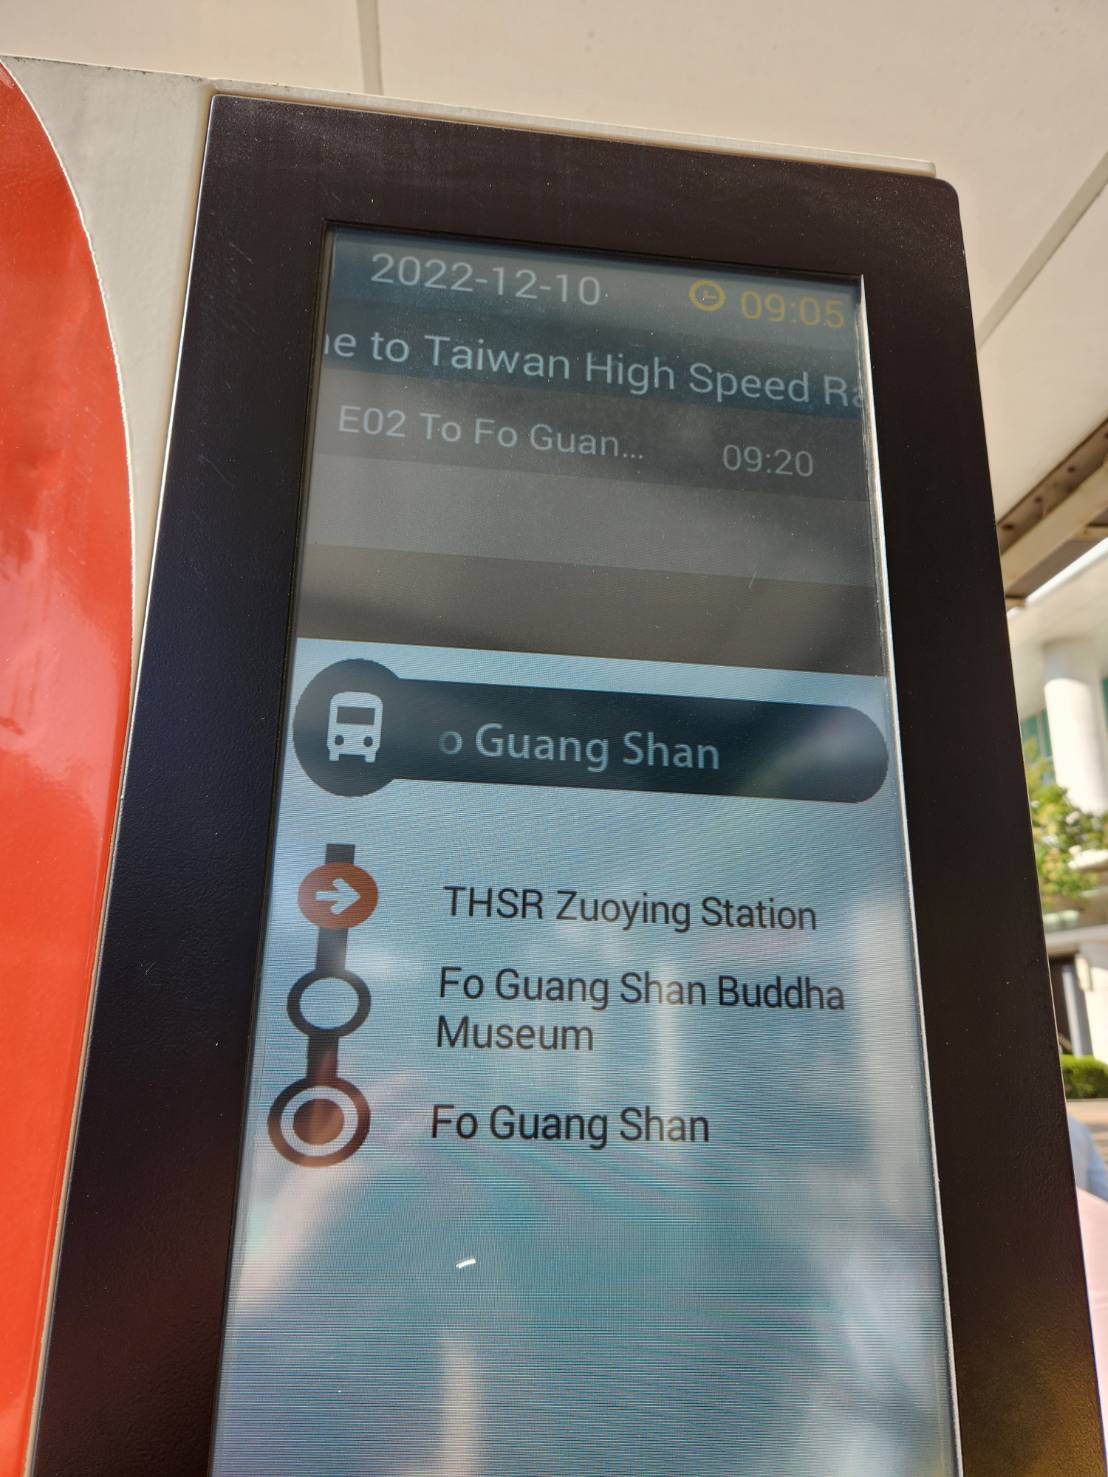 2022-12-10 09:05
e to Taiwan High Speed Ra
E02 To Fo Guan... 09:20
o Guang Shan
THSR Zuoying Station
Fo Guang Shan Buddha
Museum
Fo Guang Shan